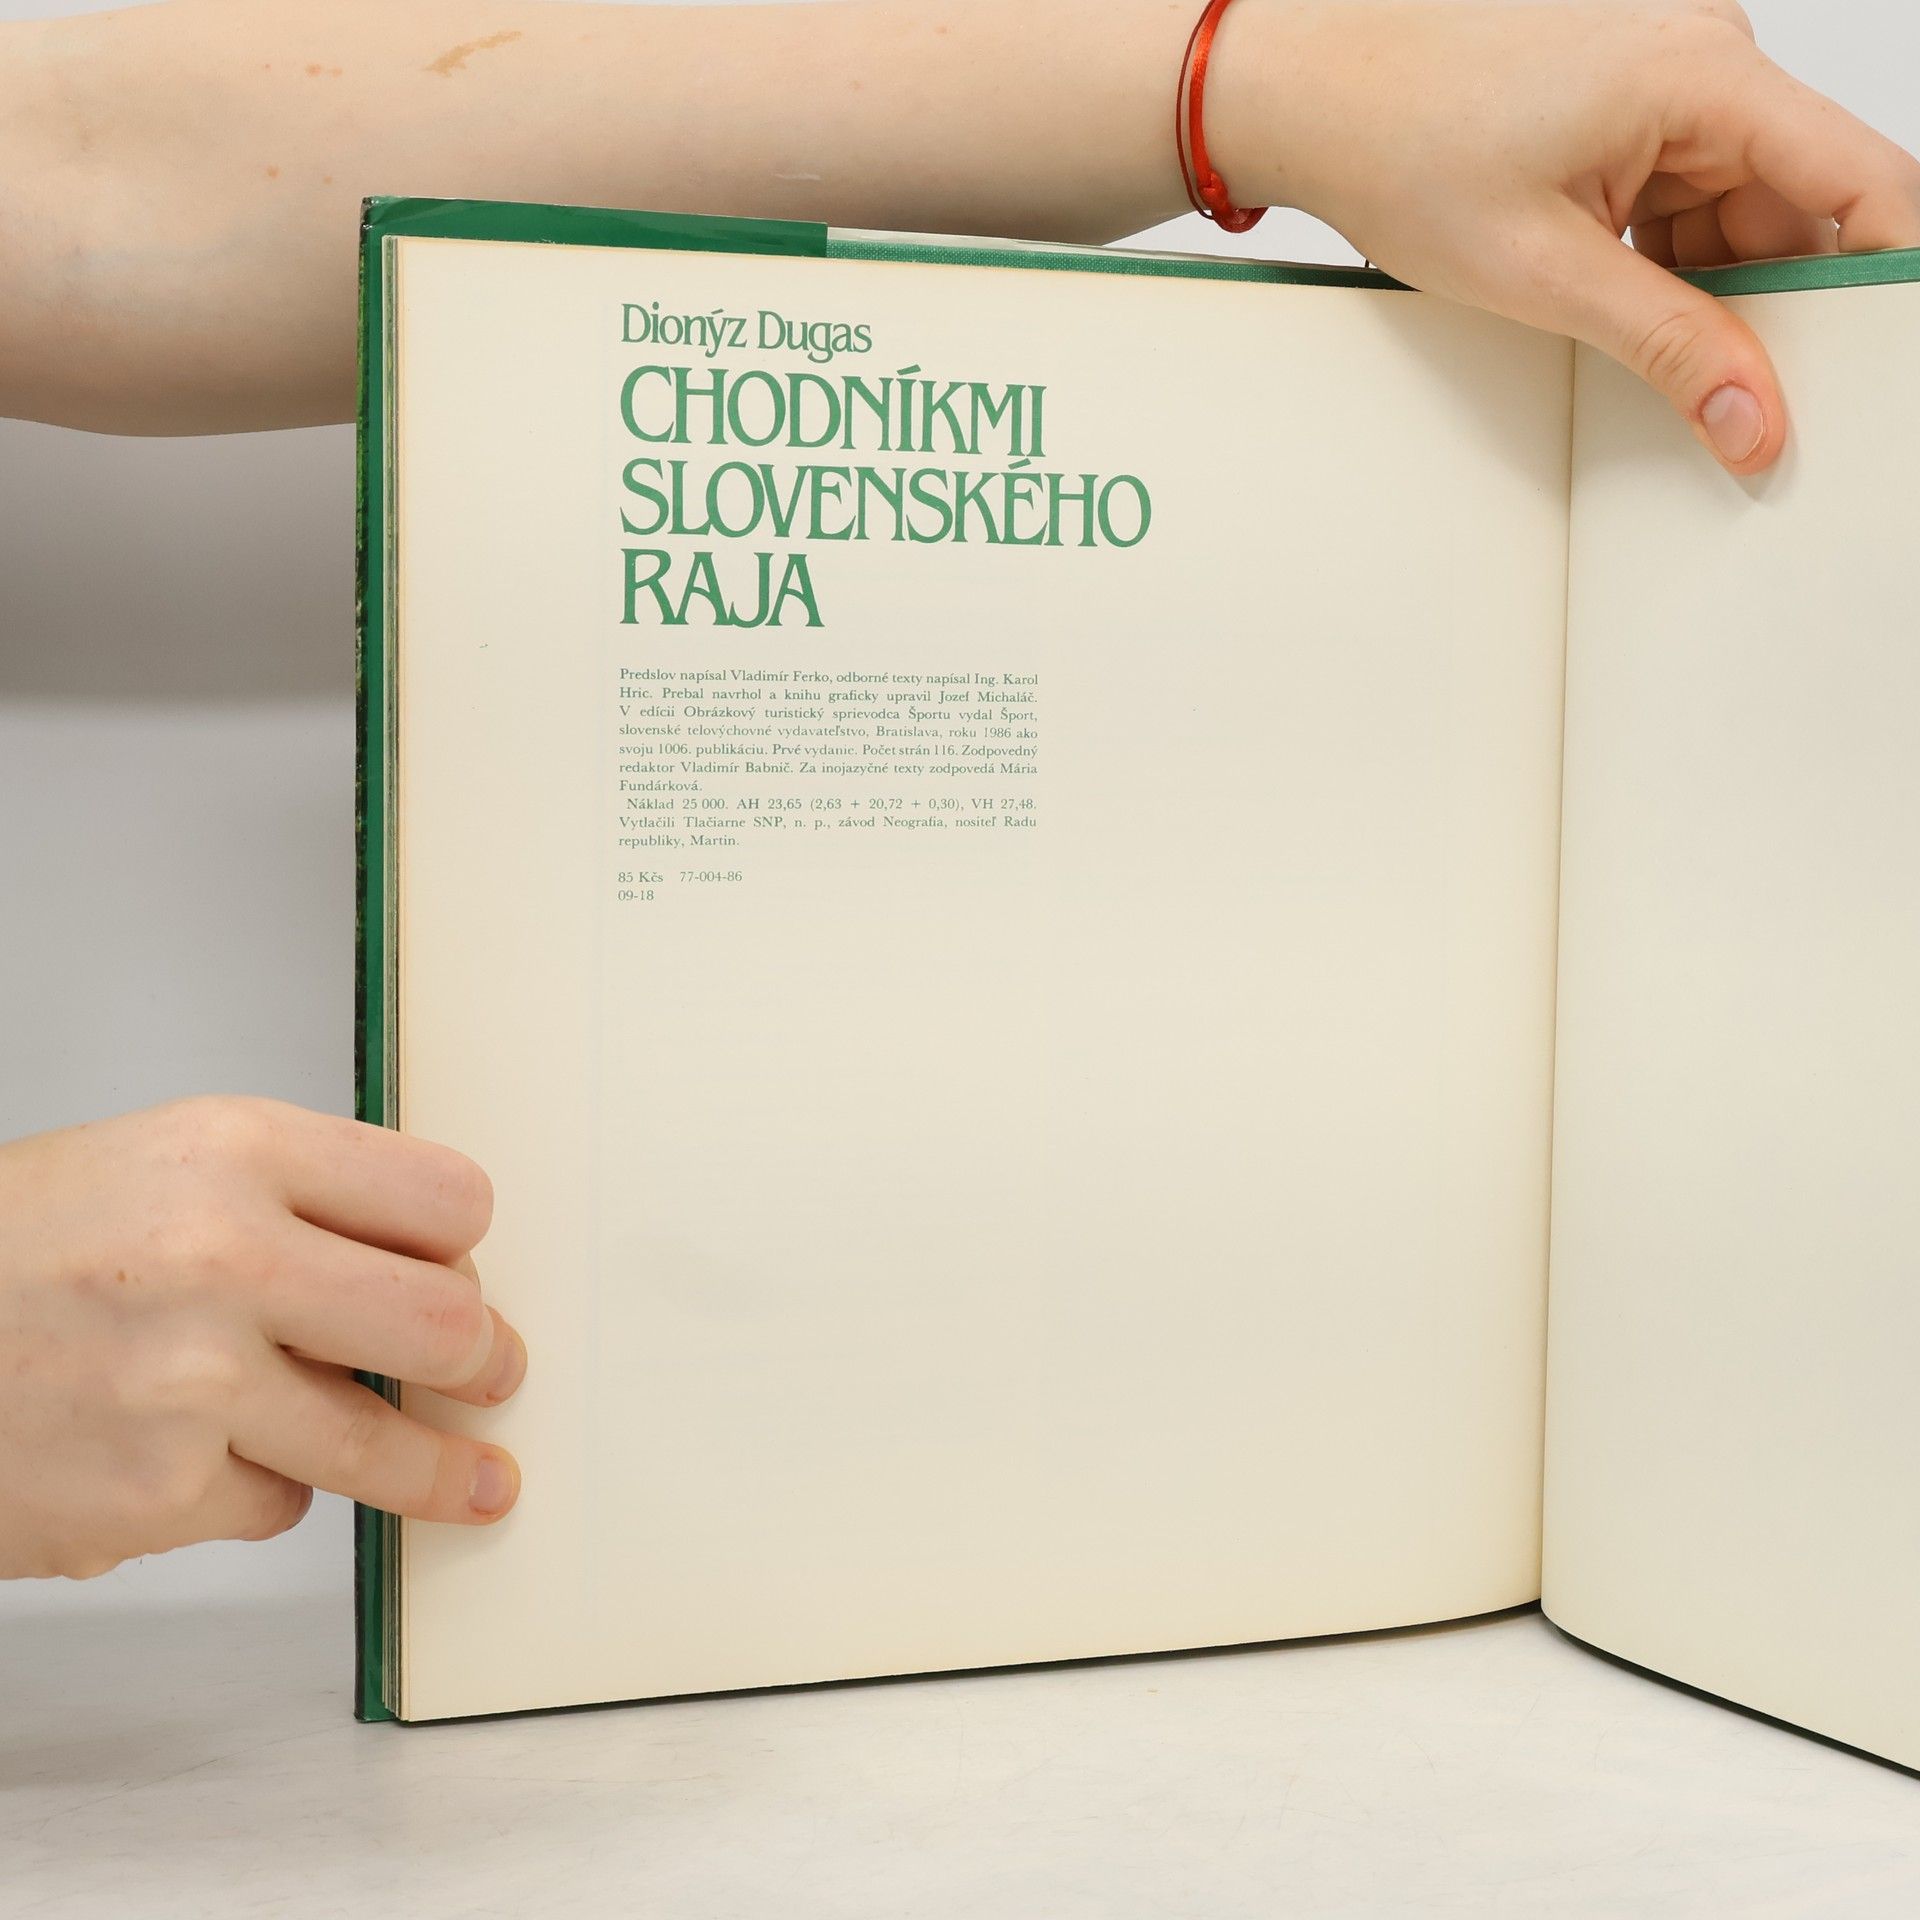 Dionýz Dugas
CHODNÍKMI
SLOVENSKÉHO
RAJA
Predslov napísal Vladimír Ferko, odborné texty napísal Ing. Karol
Hric. Prebal navrhol a knihu graficky upravil Jozef Michaláč.
V edícii Obrázkový turistický sprievodca Športu vydal Šport,
slovenské telovýchovné vydavateľstvo, Bratislava, roku 1986 ako
svoju 1006. publikáciu. Prvé vydanie. Počet strán 116. Zodpovedný
redaktor Vladimír Babnič. Za inojazyčné texty zodpovedá Mária
Fundárková.
Náklad 25 000. AH 23,65 (2,63 + 20,72 + 0,30), VH 27,48.
Vytlačili Tlačiarne SNP, n. p., závod Neografia, nositeľ Radu
republiky, Martin.
85 Kčs 77-004-86
09-18